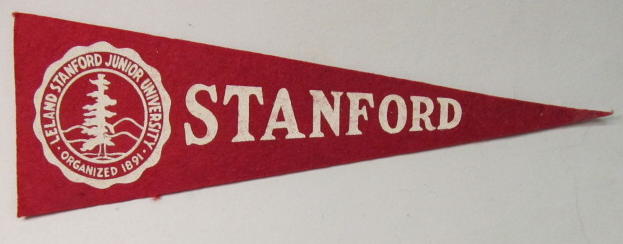 LELAND STANFORD JUNIOR UNIVERSITY
· ORGANIZED 1891 ·
STANFORD